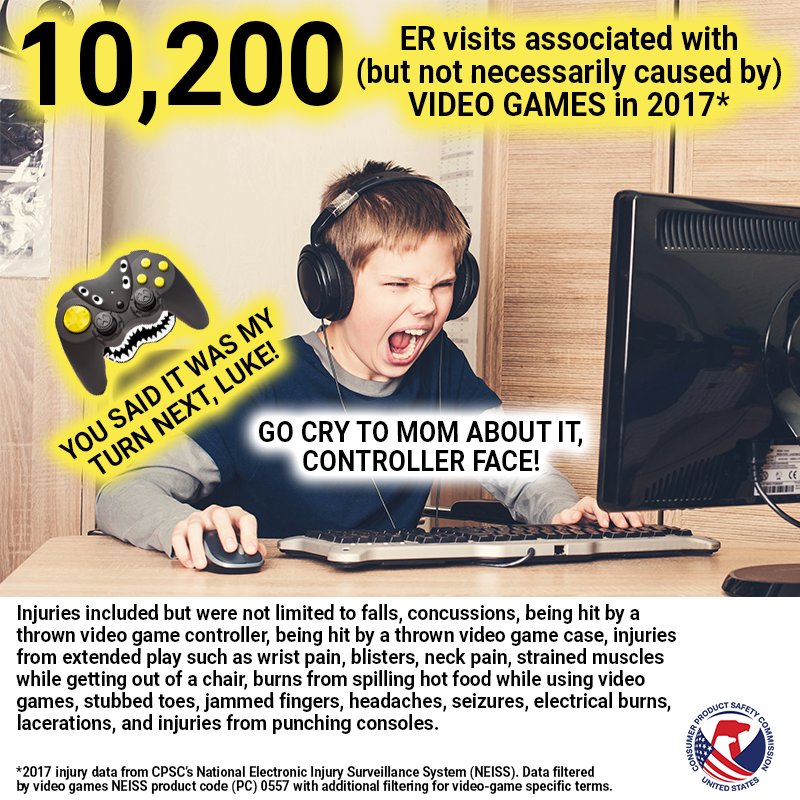 10,200
ER visits associated with
(but not necessarily caused by)
VIDEO GAMES in 2017*
YOU SAID IT WAS MY
TURN NEXT, LUKE!
GO CRY TO MOM ABOUT IT,
CONTROLLER FACE!
Injuries included but were not limited to falls, concussions, being hit by a
thrown video game controller, being hit by a thrown video game case, injuries
from extended play such as wrist pain, blisters, neck pain, strained muscles
while getting out of a chair, burns from spilling hot food while using video
games, stubbed toes, jammed fingers, headaches, seizures, electrical burns,
lacerations, and injuries from punching consoles.
CONSUMER PRODUCT SAFETY COMMISSION
UNITED STATES
*2017 injury data from CPSC's National Electronic Injury Surveillance System (NEISS). Data filtered
by video games NEISS product code (PC) 0557 with additional filtering for video-game specific terms.